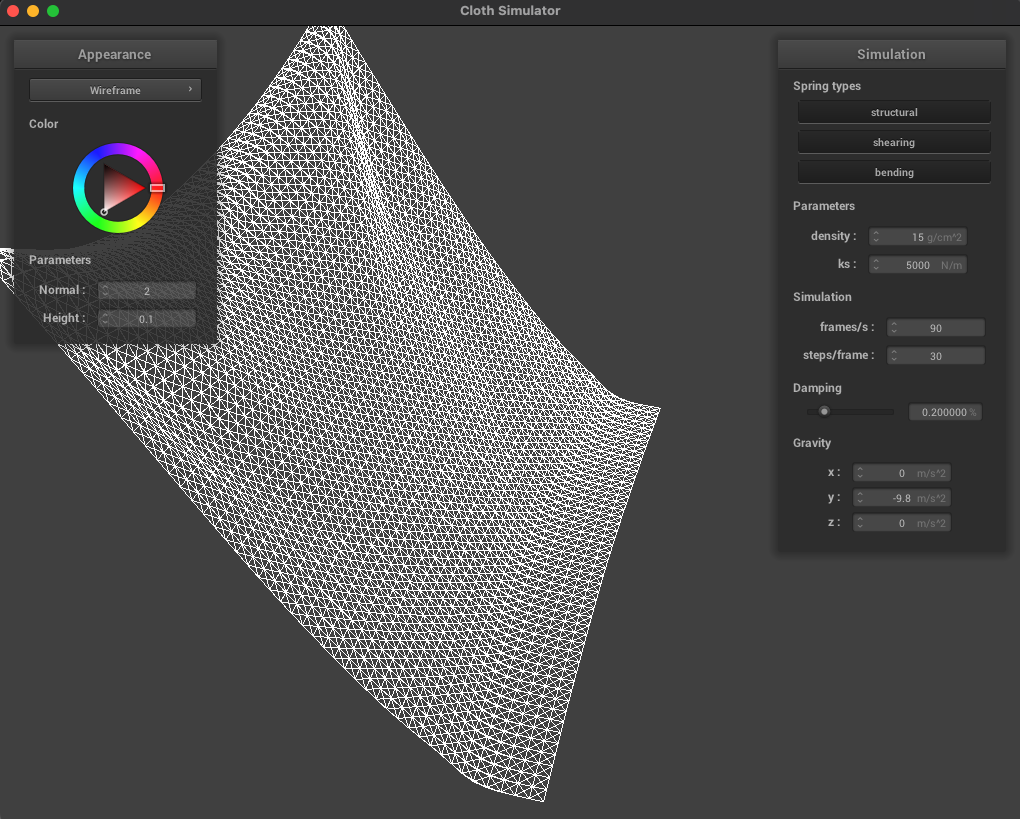 Cloth Simulator
Appearance
Wireframe
Color
Parameters
Normal : 2
Height : 0.1
Simulation
Spring types
structural
shearing
bending
Parameters
density : 15 g/cm^2
ks : 5000 N/m
Simulation
frames/s : 90
steps/frame : 30
Damping
0.200000 %
Gravity
x : 0 m/s^2
y : -9.8 m/s^2
z : 0 m/s^2